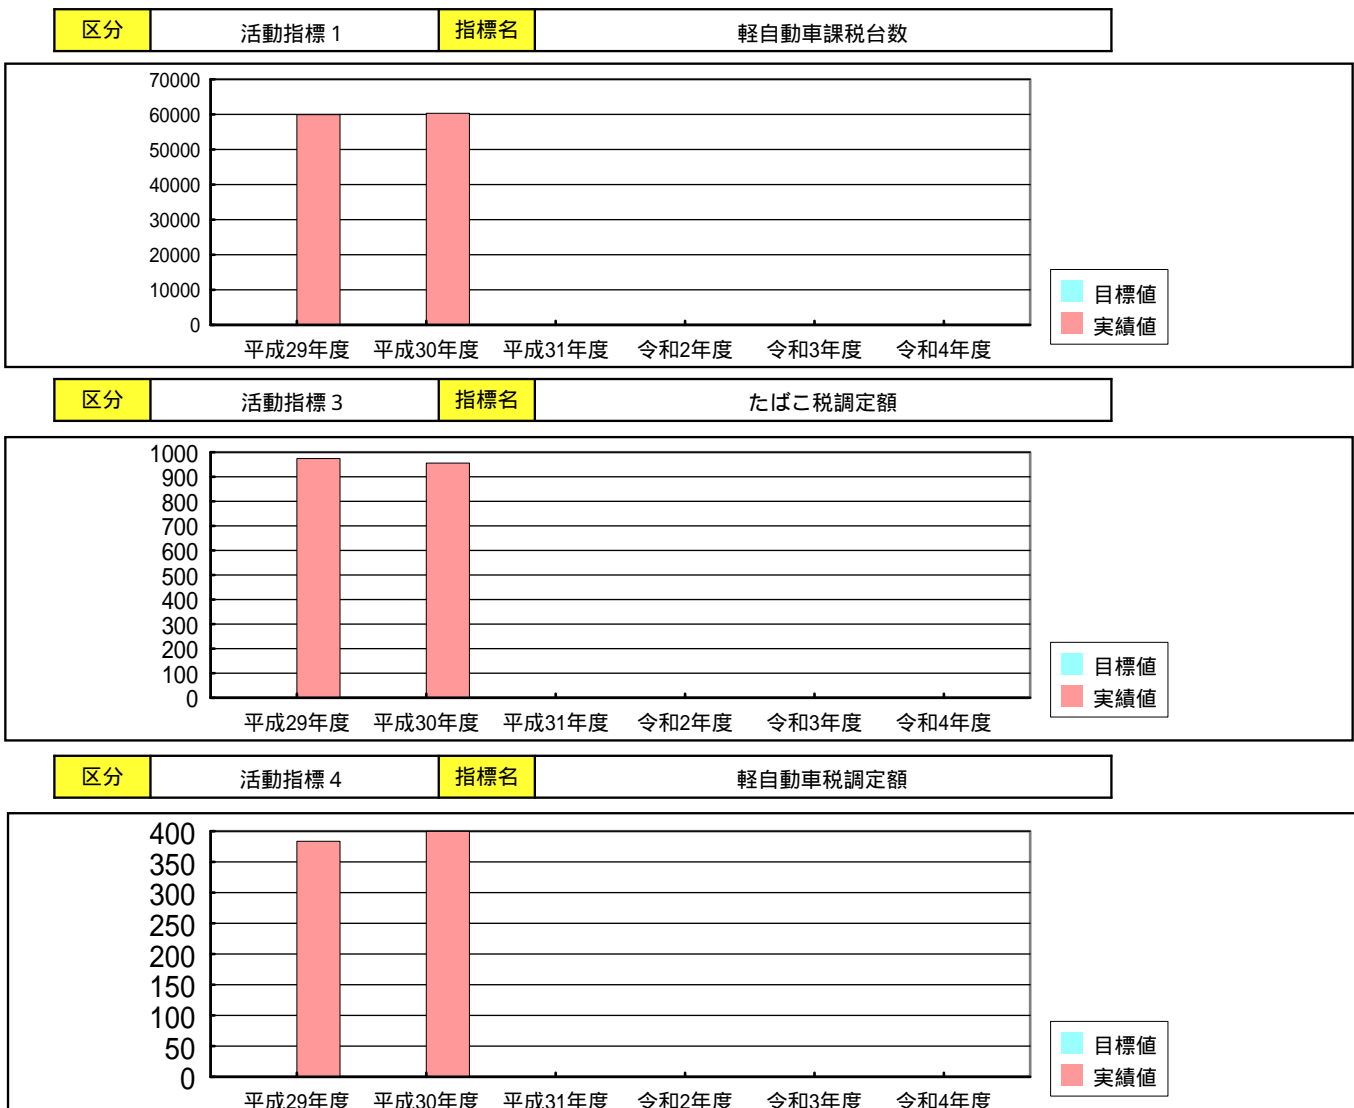 区分 活動指標1 指標名 軽自動車課税台数
70000
60000
50000
40000
30000
20000
10000
0
平成29年度 平成30年度 平成31年度 令和2年度 令和3年度 令和4年度
目標値
実績値
区分 活動指標3 指標名 たばこ税調定額
1000
900
800
700
600
500
400
300
200
100
0
平成29年度 平成30年度 平成31年度 令和2年度 令和3年度 令和4年度
目標値
実績値
区分 活動指標4 指標名 軽自動車税調定額
400
350
300
250
200
150
100
50
0
平成29年度 平成30年度 平成31年度 令和2年度 令和3年度 令和4年度
目標値
実績値